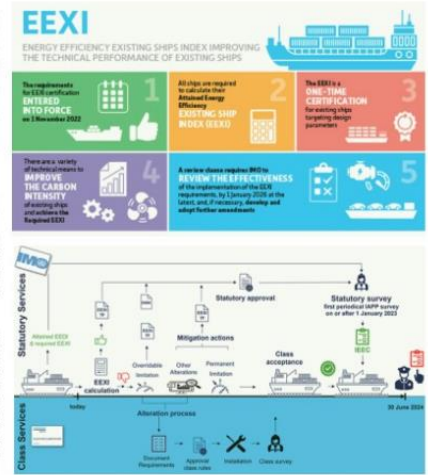 EEXI
ENERGY EFFICIENCY EXISTING SHIPS INDEX IMPROVING
THE TECHNICAL PERFORMANCE OF EXISTING SHIPS
1
The requirements
for EEXI certification
ENTERED
INTO FORCE
on 1 November 2022
2
All ships are required
to calculate their
Attained Energy
Efficiency
EXISTING SHIP
INDEX (EEXI)
3
The EEXI is a
ONE-TIME
CERTIFICATION
for existing ships
targeting design
parameters
4
There are a variety
of technical means to
IMPROVE
THE CARBON
INTENSITY
of existing ships
and achieve the
Required EEXI
5
A review clause requires IMO to
REVIEW THE EFFECTIVENESS
of the implementation of the
requirements, by 1 January 2026 at the
latest, and, if necessary, develop and
adopt further amendments
Statutory Services
IMO
Attained EEXI
& required EEXI
EEXI
calculation
Overridable
limitation
Other
Alterations
Permanent
limitation
Mitigation actions
Statutory approval
Class
acceptance
Statutory survey
first periodical IAPP survey
on or after 1 January 2023
IEEC
today
30 June 2024
Class Services
Alteration process
Document
Requirements
Approval
class rules
Installation
Class survey